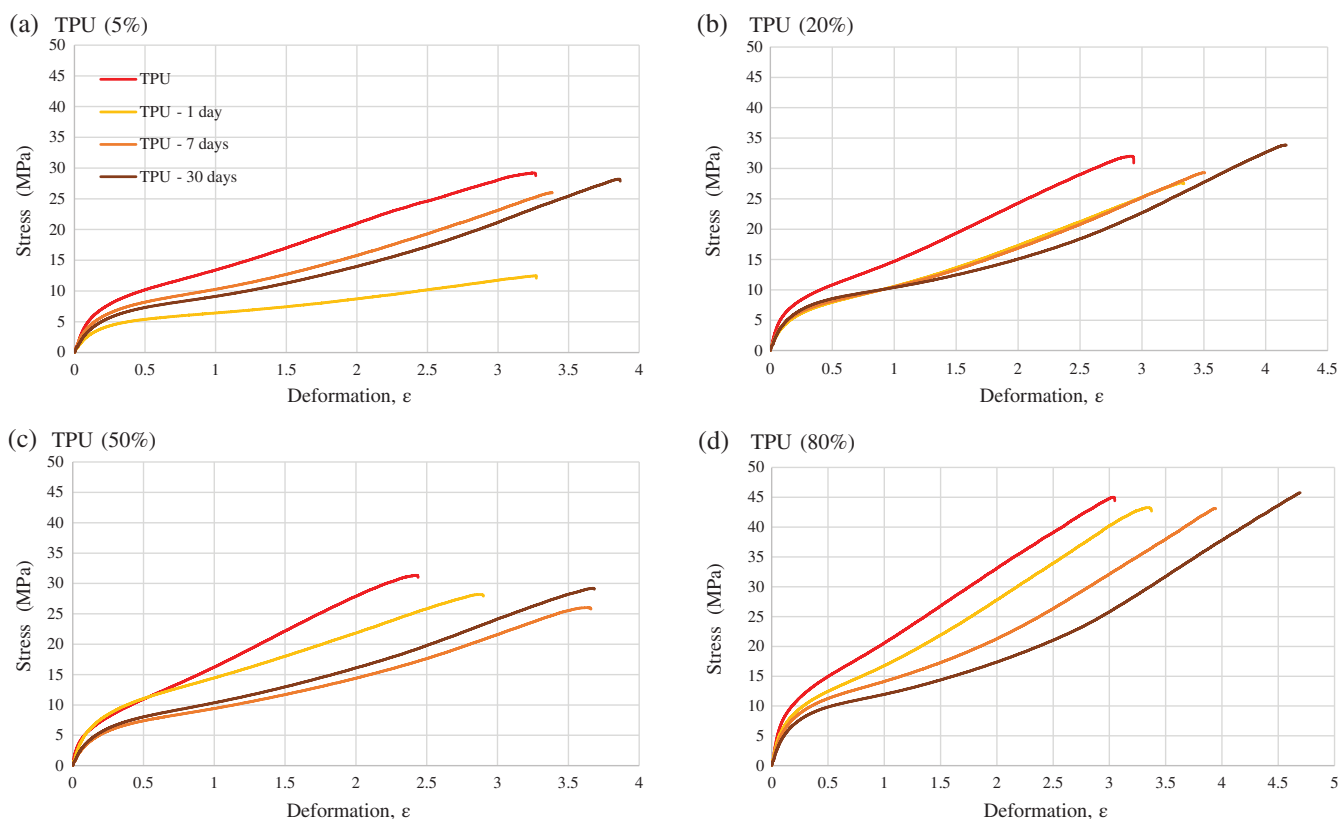 (a) TPU (5%)
50
45
40
35
30
25
20
15
10
5
0
Stress (MPa)
TPU
TPU - 1 day
TPU - 7 days
TPU - 30 days
0 0.5 1 1.5 2 2.5 3 3.5 4
Deformation, ε
(b) TPU (20%)
50
45
40
35
30
25
20
15
10
5
0
Stress (MPa)
0 0.5 1 1.5 2 2.5 3 3.5 4 4.5
Deformation, ε
(c) TPU (50%)
50
45
40
35
30
25
20
15
10
5
0
Stress (MPa)
0 0.5 1 1.5 2 2.5 3 3.5 4
Deformation, ε
(d) TPU (80%)
50
45
40
35
30
25
20
15
10
5
0
Stress (MPa)
0 0.5 1 1.5 2 2.5 3 3.5 4 4.5 5
Deformation, ε